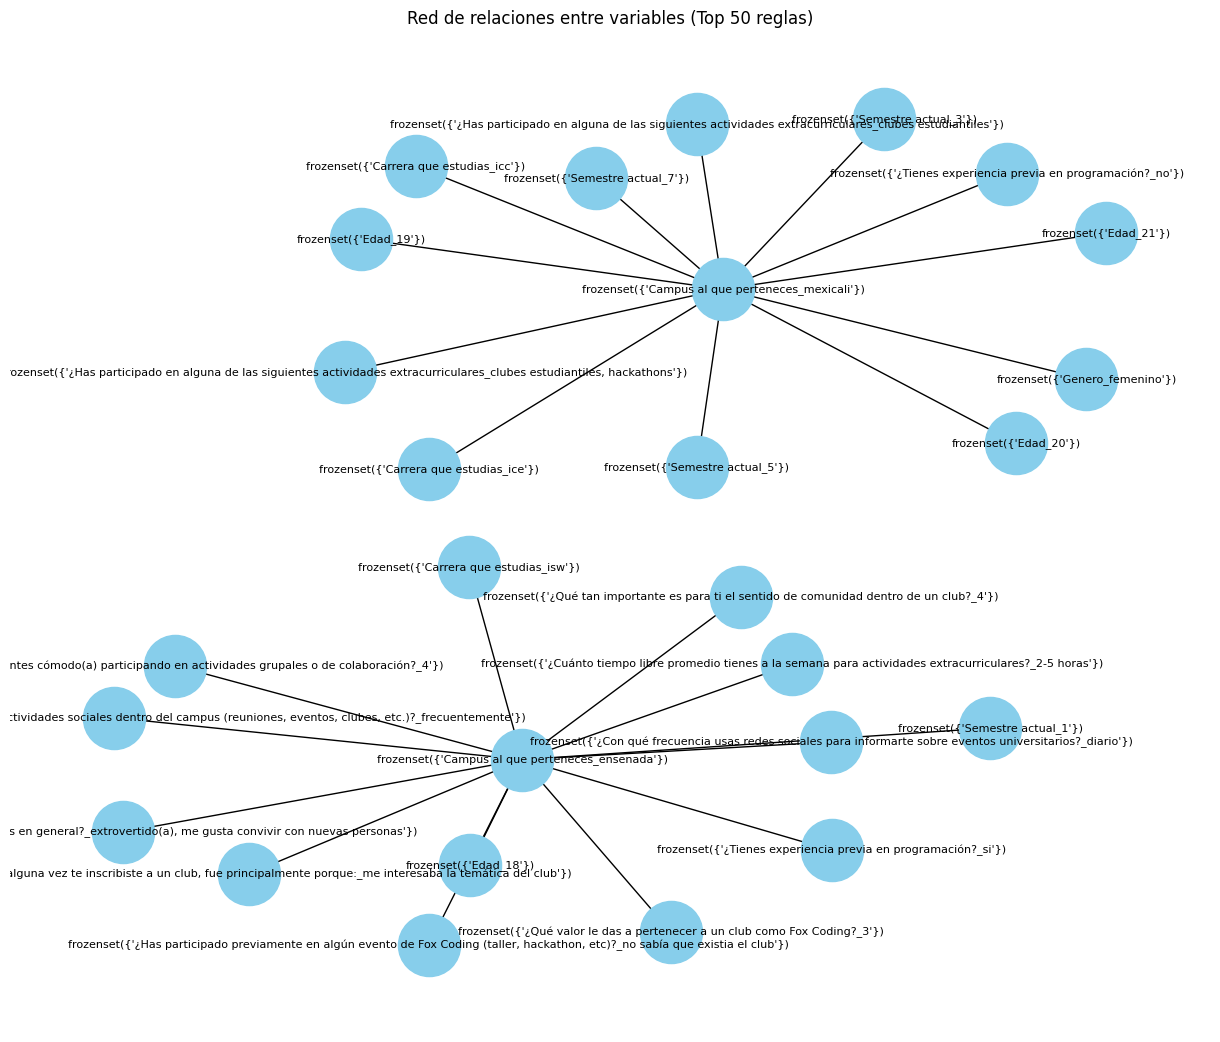 Red de relaciones entre variables (Top 50 reglas)
frozenset({'Semestre actual_3'})
frozenset({'¿Has participado en alguna de las siguientes actividades extracurriculares_clubes estudiantiles'})
frozenset({'Carrera que estudias_icc'})
frozenset({'Semestre actual_7'})
frozenset({'¿Tienes experiencia previa en programación?_no'})
frozenset({'Edad_19'})
frozenset({'Edad_21'})
frozenset({'Campus al que perteneces_mexicali'})
rozenset({'¿Has participado en alguna de las siguientes actividades extracurriculares_clubes estudiantiles, hackathons'})
frozenset({'Genero_femenino'})
frozenset({'Edad_20'})
frozenset({'Carrera que estudias_ice'})
frozenset({'Semestre actual_5'})
frozenset({'Carrera que estudias_isw'})
frozenset({'¿Qué tan importante es para ti el sentido de comunidad dentro de un club?_4'})
ntes cómodo(a) participando en actividades grupales o de colaboración?_4'})
frozenset({'¿Cuánto tiempo libre promedio tienes a la semana para actividades extracurriculares?_2-5 horas'})
ctividades sociales dentro del campus (reuniones, eventos, clubes, etc.)?_frecuentemente'})
frozenset({'Semestre actual_1'})
frozenset({'¿Con qué frecuencia usas redes sociales para informarte sobre eventos universitarios?_diario'})
frozenset({'Campus al que perteneces_ensenada'})
s en general?_extrovertido(a), me gusta convivir con nuevas personas'})
frozenset({'¿Tienes experiencia previa en programación?_si'})
frozenset({'Edad_18'})
alguna vez te inscribiste a un club, fue principalmente porque:_me interesaba la temática del club'})
frozenset({'¿Qué valor le das a pertenecer a un club como Fox Coding?_3'})
frozenset({'¿Has participado previamente en algún evento de Fox Coding (taller, hackathon, etc)?_no sabía que existia el club'})